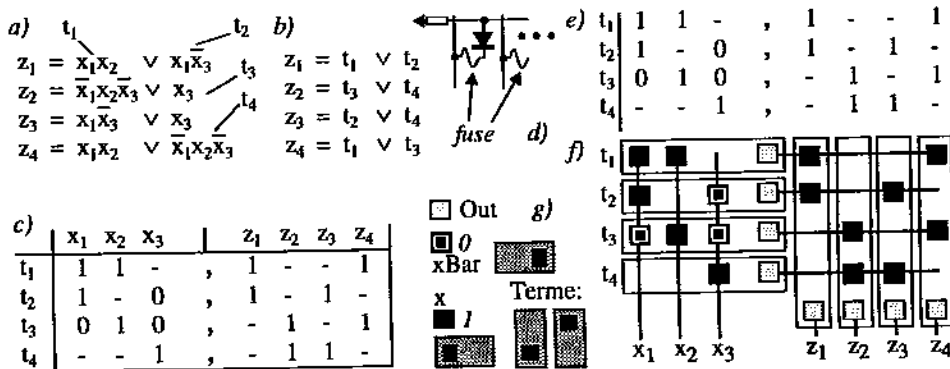 a) t₁ t₂
z₁ = x₁x₂ ∨ x₁x̄₃
z₂ = x̄₁x₂x̄₃ ∨ x₃ t₃
z₃ = x₁x̄₃ ∨ x₃ t₄
z₄ = x₁x₂ ∨ x̄₁x₂x̄₃
b)
z₁ = t₁ ∨ t₂
z₂ = t₃ ∨ t₄
z₃ = t₂ ∨ t₄
z₄ = t₁ ∨ t₃
c) x₁ x₂ x₃ z₁ z₂ z₃ z₄
t₁ 1 1 - , 1 - - 1
t₂ 1 - 0 , 1 - 1 -
t₃ 0 1 0 , - 1 - 1
t₄ - - 1 , - 1 1 -
fuse d)
e)
t₁ 1 1 - , 1 - - 1
t₂ 1 - 0 , 1 - 1 -
t₃ 0 1 0 , - 1 - 1
t₄ - - 1 , - 1 1 -
Out g)
0
xBar
x Terme:
1
f) t₁
t₂
t₃
t₄
x₁ x₂ x₃ z₁ z₂ z₃ z₄